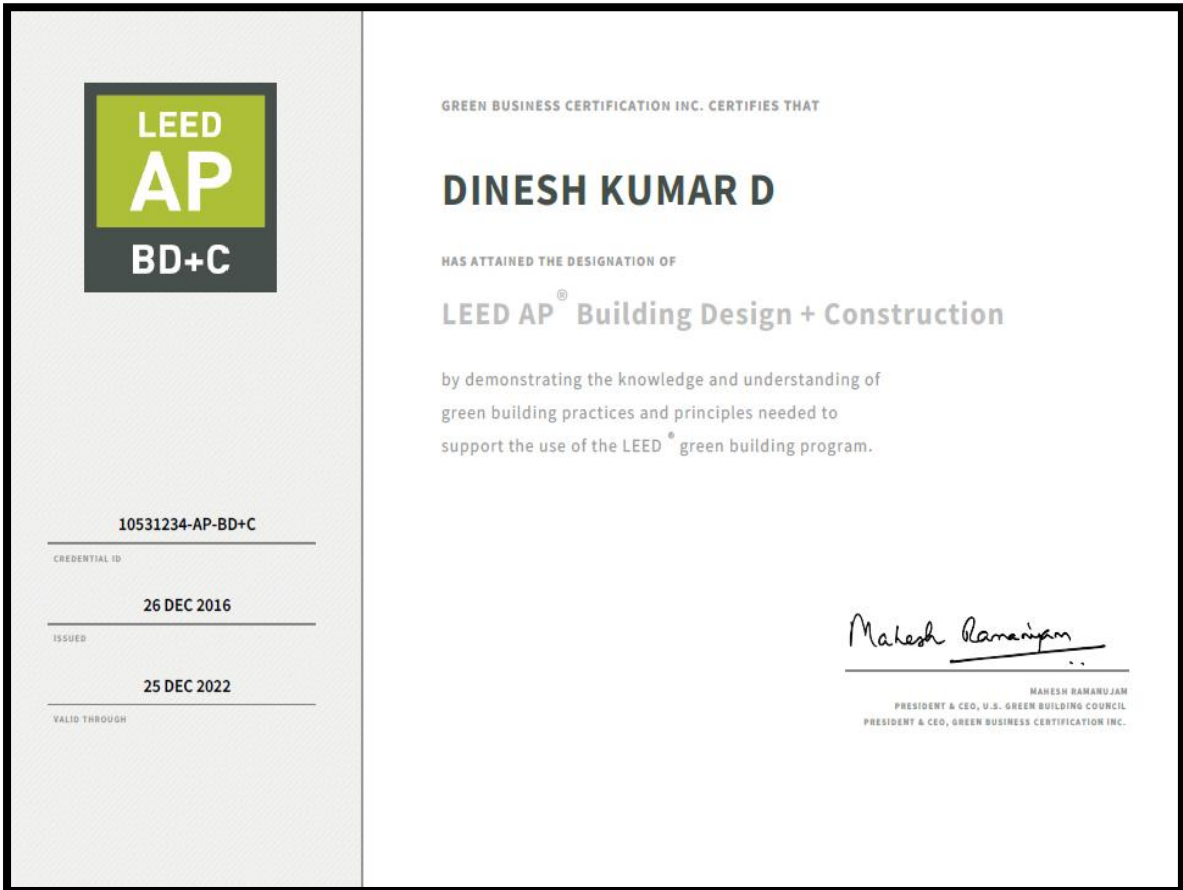 LEED
AP
BD+C
10531234-AP-BD+C
CREDENTIAL ID
26 DEC 2016
ISSUED
25 DEC 2022
VALID THROUGH
GREEN BUSINESS CERTIFICATION INC. CERTIFIES THAT
DINESH KUMAR D
HAS ATTAINED THE DESIGNATION OF
LEED AP® Building Design + Construction
by demonstrating the knowledge and understanding of
green building practices and principles needed to
support the use of the LEED ® green building program.
Mahesh Ramanujam
MAHESH RAMANUJAM
PRESIDENT & CEO, U.S. GREEN BUILDING COUNCIL
PRESIDENT & CEO, GREEN BUSINESS CERTIFICATION INC.